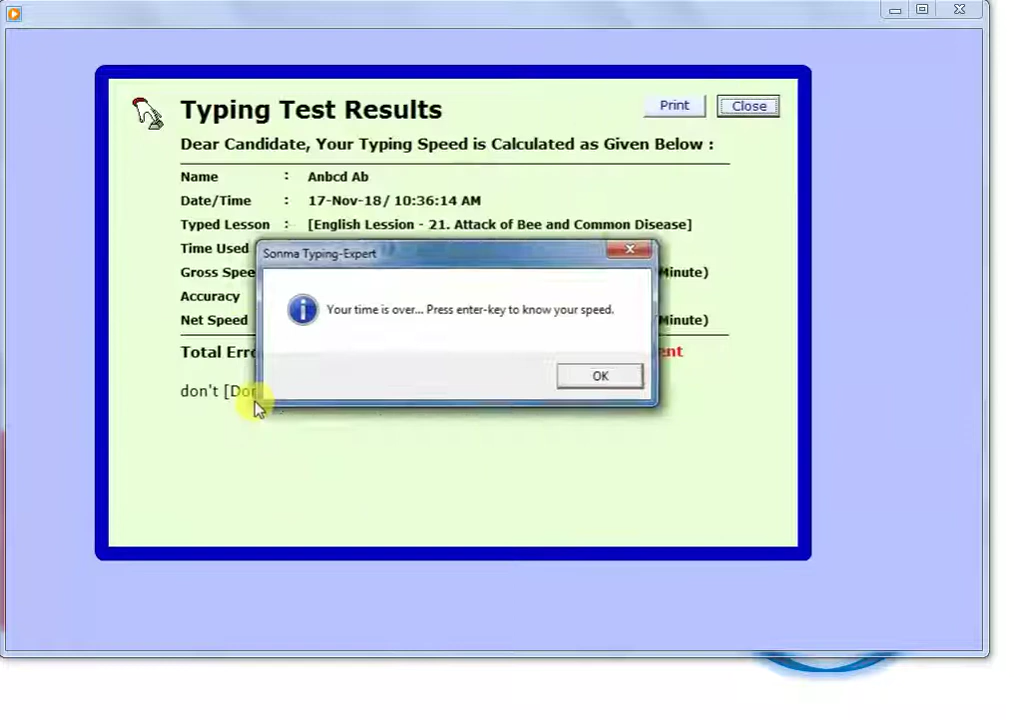 Typing Test Results
Print
Close
Dear Candidate, Your Typing Speed is Calculated as Given Below :
Name : Anbcd Ab
Date/Time : 17-Nov-18/ 10:36:14 AM
Typed Lesson : [English Lession - 21. Attack of Bee and Common Disease]
Time Used
Sonma Typing-Expert
Gross Minute)
Your time is over... Press enter-key to know your speed.
Accuracy
Net Speed Minute)
Total
OK
don't